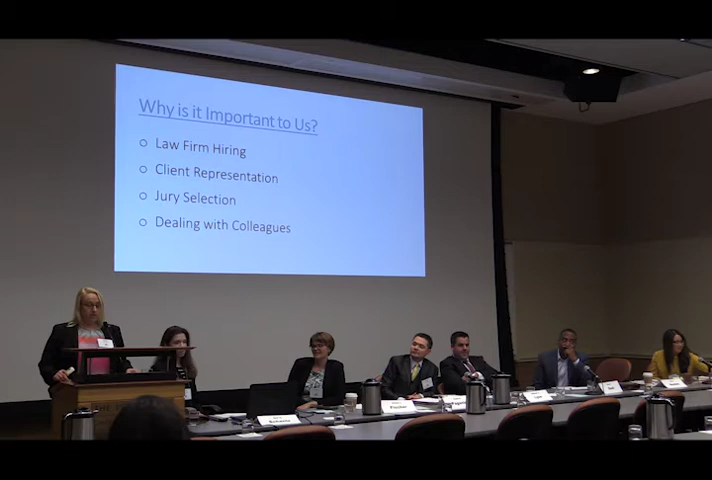 Why is it Important to Us?
Law Firm Hiring
Client Representation
Jury Selection
Dealing with Colleagues